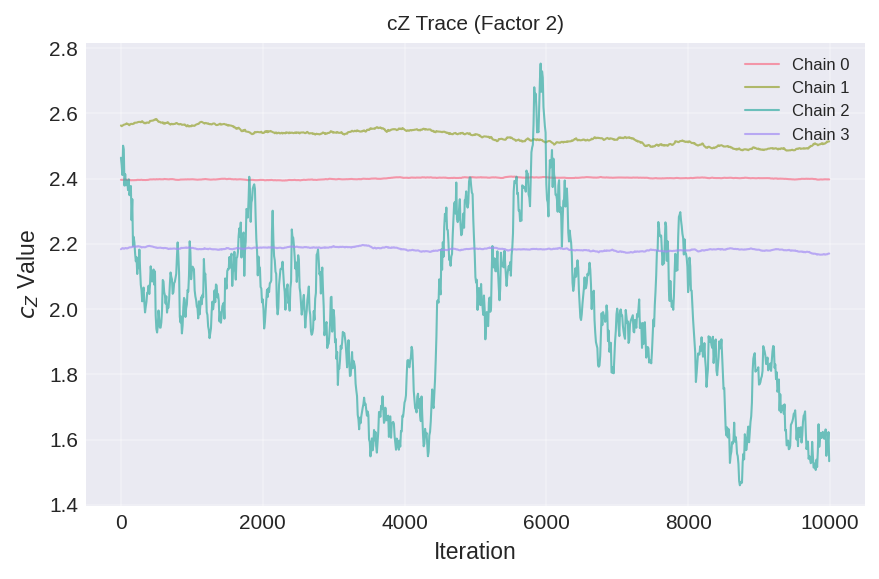 cZ Trace (Factor 2)
Chain 0
Chain 1
Chain 2
Chain 3
2.8
2.6
2.4
2.2
2.0
1.8
1.6
1.4
cZ Value
0 2000 4000 6000 8000 10000
Iteration